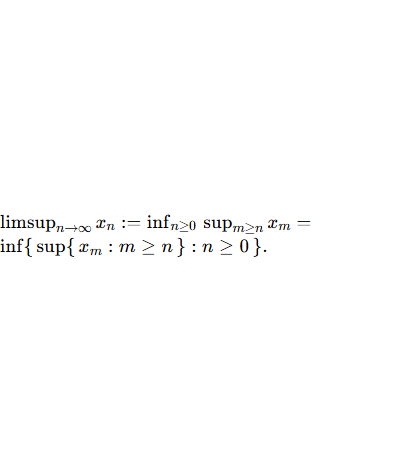 limsup_{n→∞} x_n := inf_{n≥0} sup_{m≥n} x_m =
inf{ sup{ x_m : m ≥ n } : n ≥ 0 }.